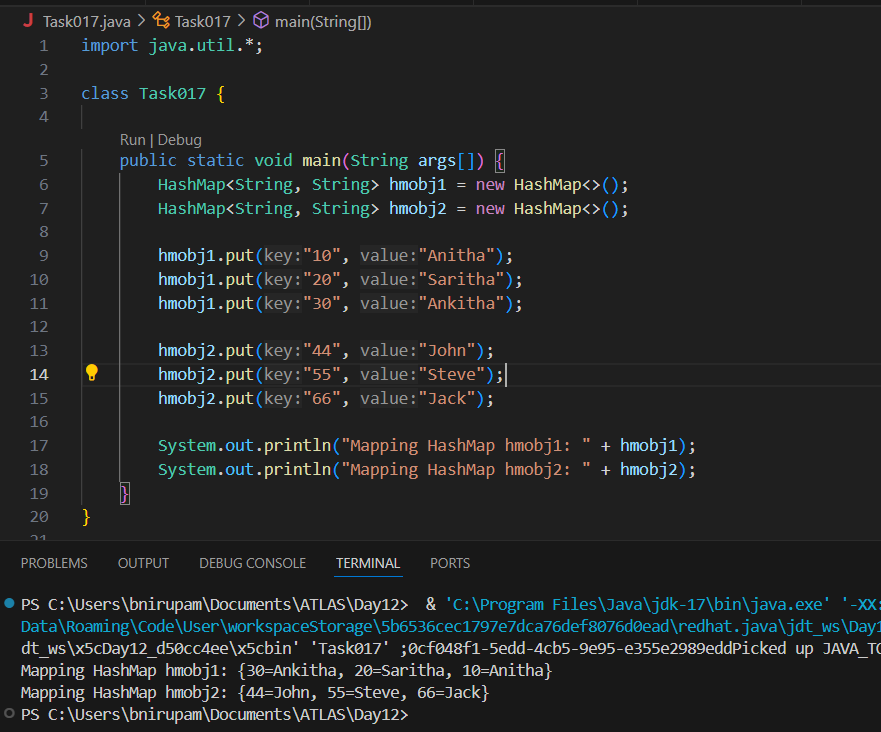 J Task017.java > Task017 > main(String[])
1 import java.util.*;
2
3 class Task017 {
4
Run | Debug
5 public static void main(String args[]) {
6 HashMap<String, String> hmobj1 = new HashMap<>();
7 HashMap<String, String> hmobj2 = new HashMap<>();
8
9 hmobj1.put(key:"10", value:"Anitha");
10 hmobj1.put(key:"20", value:"Saritha");
11 hmobj1.put(key:"30", value:"Ankitha");
12
13 hmobj2.put(key:"44", value:"John");
14 hmobj2.put(key:"55", value:"Steve");
15 hmobj2.put(key:"66", value:"Jack");
16
17 System.out.println("Mapping HashMap hmobj1: " + hmobj1);
18 System.out.println("Mapping HashMap hmobj2: " + hmobj2);
19 }
20 }
21
PROBLEMS OUTPUT DEBUG CONSOLE TERMINAL PORTS
PS C:\Users\bnirupam\Documents\ATLAS\Day12> & 'C:\Program Files\Java\jdk-17\bin\java.exe' '-XX:
Data\Roaming\Code\User\workspaceStorage\5b6536cec1797e7dca76def8076d0ead\redhat.java\jdt_ws\Day1
dt_ws\x5cDay12_d50cc4ee\x5cbin' 'Task017' ;0cf048f1-5edd-4cb5-9e95-e355e2989eddPicked up JAVA_TO
Mapping HashMap hmobj1: {30=Ankitha, 20=Saritha, 10=Anitha}
Mapping HashMap hmobj2: {44=John, 55=Steve, 66=Jack}
PS C:\Users\bnirupam\Documents\ATLAS\Day12>